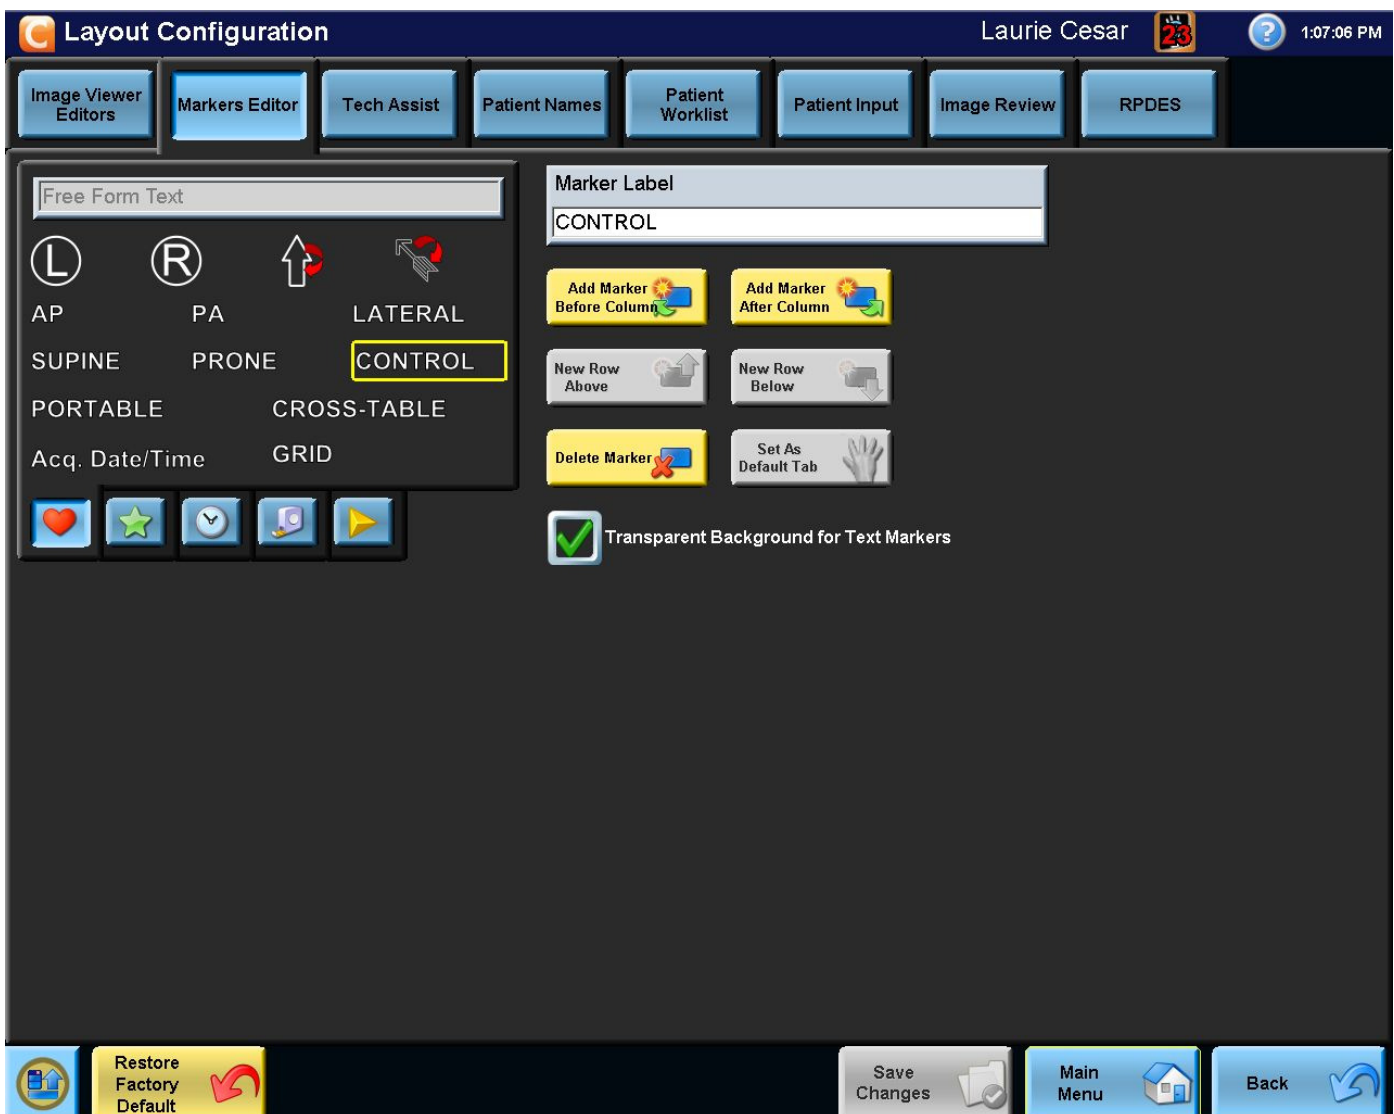 C Layout Configuration
Laurie Cesar
23
?
1:07:06 PM
Image Viewer
Editors
Markers Editor
Tech Assist
Patient Names
Patient
Worklist
Patient Input
Image Review
RPDES
Free Form Text
L R
AP PA LATERAL
SUPINE PRONE CONTROL
PORTABLE CROSS-TABLE
Acq. Date/Time GRID
Marker Label
CONTROL
Add Marker
Before Column
Add Marker
After Column
New Row
Above
New Row
Below
Delete Marker
Set As
Default Tab
Transparent Background for Text Markers
Restore
Factory
Default
Save
Changes
Main
Menu
Back